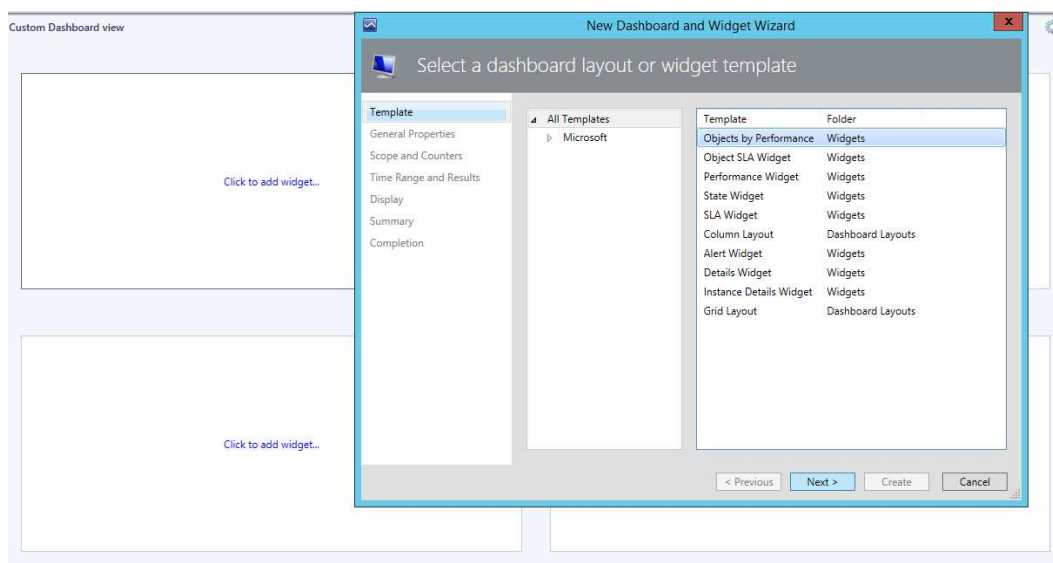 Custom Dashboard view
New Dashboard and Widget Wizard
x
Select a dashboard layout or widget template
Template
General Properties
Scope and Counters
Time Range and Results
Display
Summary
Completion
All Templates
Microsoft
Template Folder
Objects by Performance Widgets
Object SLA Widget Widgets
Performance Widget Widgets
State Widget Widgets
SLA Widget Widgets
Column Layout Dashboard Layouts
Alert Widget Widgets
Details Widget Widgets
Instance Details Widget Widgets
Grid Layout Dashboard Layouts
< Previous Next > Create Cancel
Click to add widget...
Click to add widget...